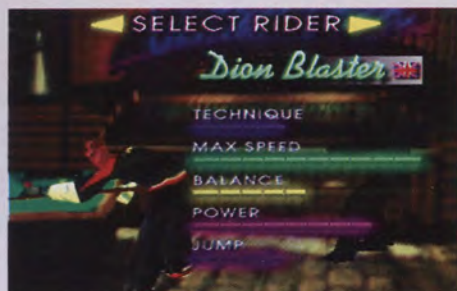 SELECT RIDER
Dion Blaster
TECHNIQUE
MAX SPEED
BALANCE
POWER
JUMP